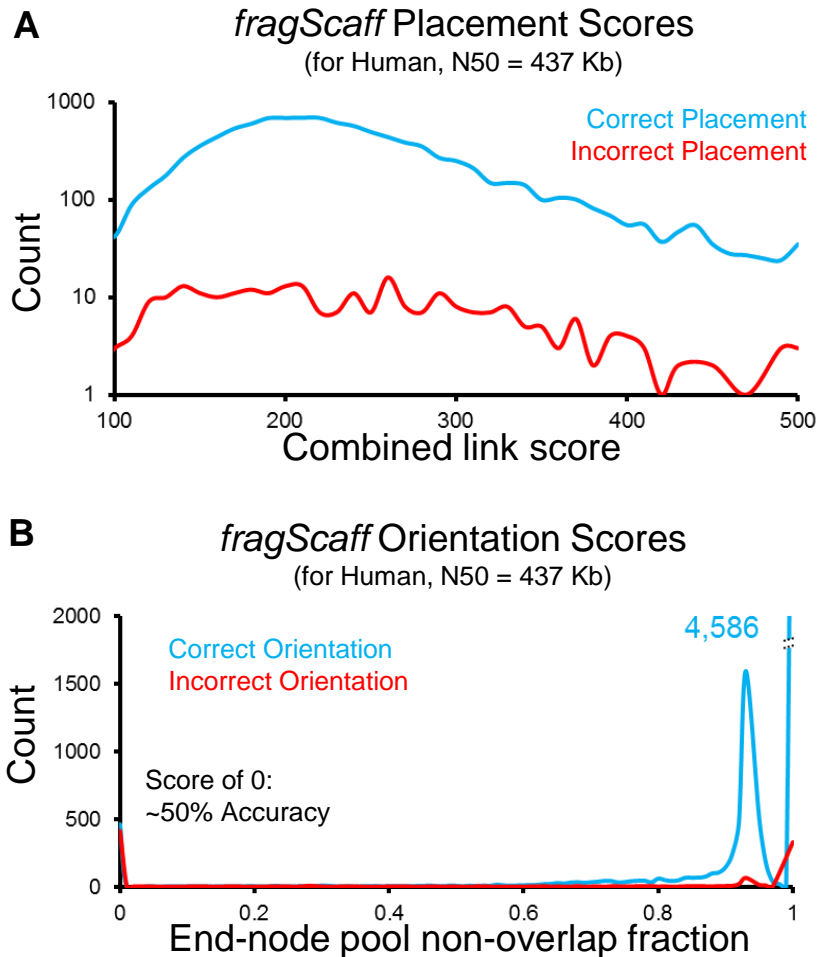 A
fragScaff Placement Scores
(for Human, N50 = 437 Kb)
1000
Correct Placement
Incorrect Placement
100
Count
10
1
100
200
300
400
500
Combined link score
B
fragScaff Orientation Scores
(for Human, N50 = 437 Kb)
2000
4,586
Correct Orientation
Incorrect Orientation
1500
Count
1000
Score of 0:
~50% Accuracy
500
0
0
0.2
0.4
0.6
0.8
1
End-node pool non-overlap fraction